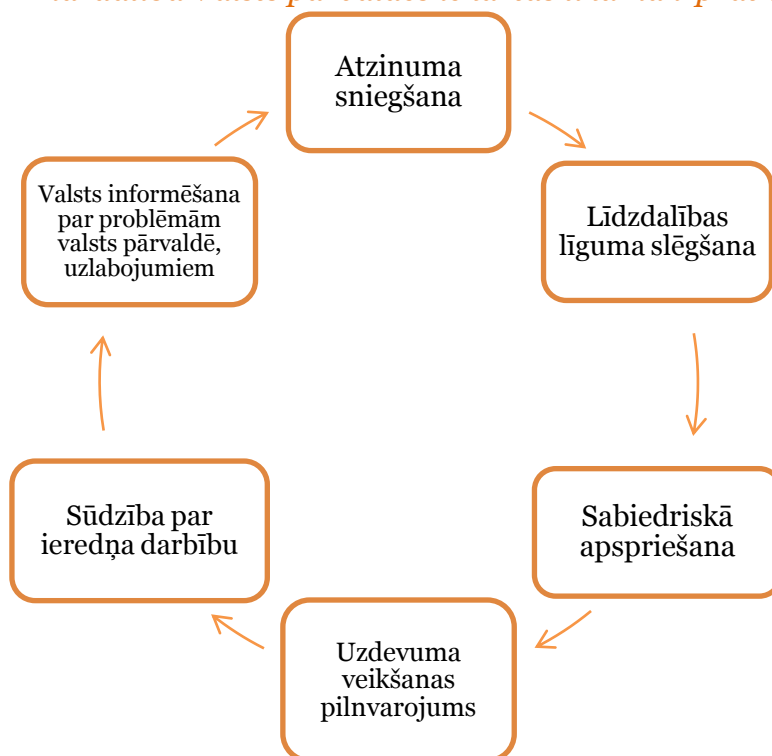 Atzinuma
sniegšana
Līdzdalības
līguma slēgšana
Sabiedriskā
apspriešana
Uzdevuma
veikšanas
pilnvarojums
Sūdzība par
ieredņa darbību
Valsts informēšana
par problēmām
valsts pārvaldē,
uzlabojumiem